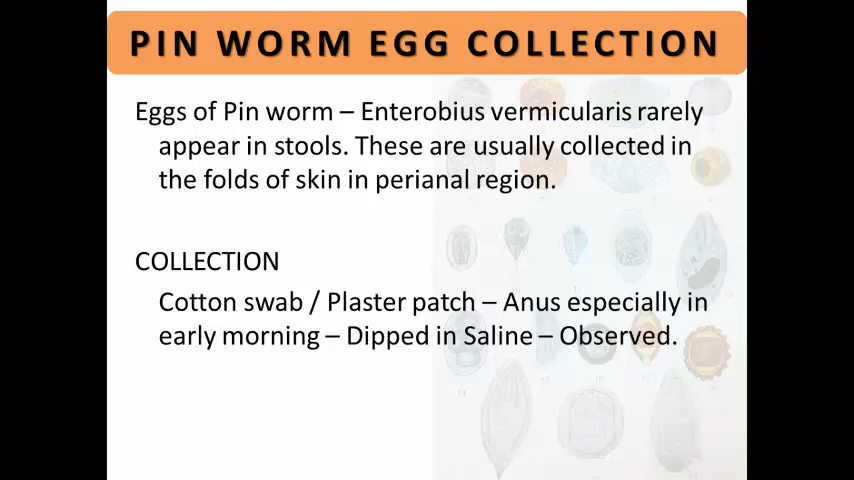 PIN WORM EGG COLLECTION
Eggs of Pin worm – Enterobius vermicularis rarely
appear in stools. These are usually collected in
the folds of skin in perianal region.
COLLECTION
Cotton swab / Plaster patch – Anus especially in
early morning – Dipped in Saline – Observed.